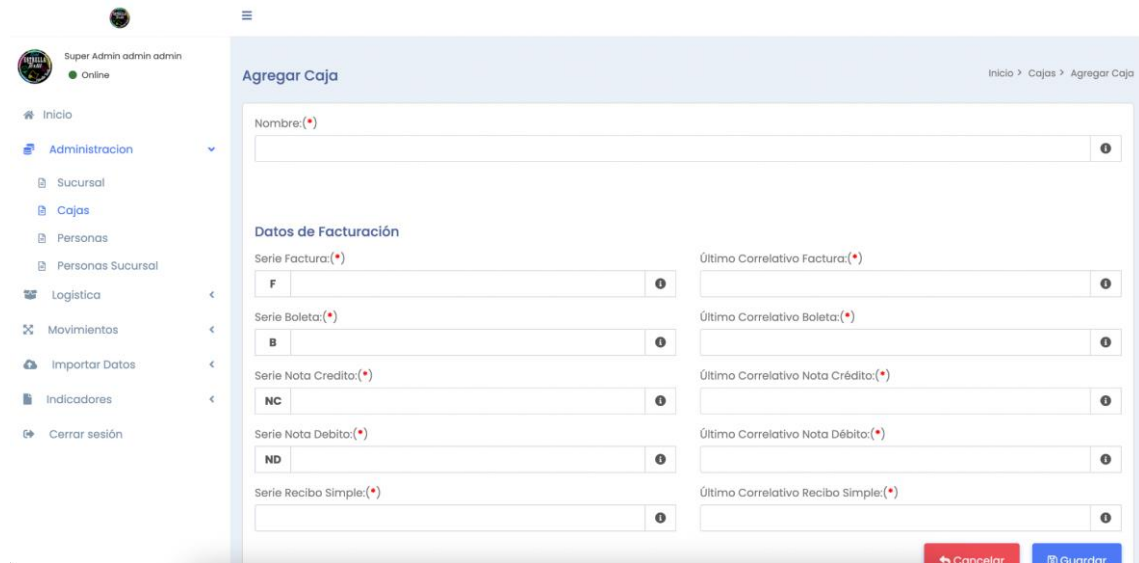 Super Admin admin admin
Online
Inicio
Administracion
Sucursal
Cajas
Personas
Personas Sucursal
Logistica
Movimientos
Importar Datos
Indicadores
Cerrar sesión
Agregar Caja
Inicio > Cajas > Agregar Caja
Nombre:(*)
Datos de Facturación
Serie Factura:(*)
F
Último Correlativo Factura:(*)
Serie Boleta:(*)
B
Último Correlativo Boleta:(*)
Serie Nota Credito:(*)
NC
Último Correlativo Nota Crédito:(*)
Serie Nota Debito:(*)
ND
Último Correlativo Nota Débito:(*)
Serie Recibo Simple:(*)
Último Correlativo Recibo Simple:(*)
Cancelar
Guardar